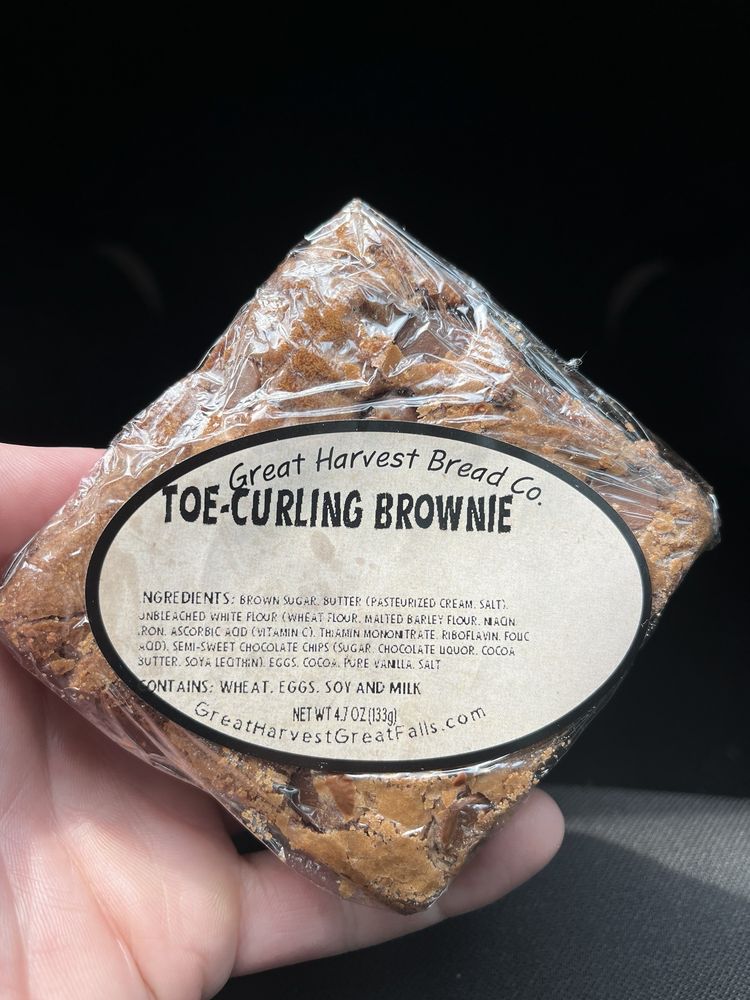 Great Harvest Bread Co.
TOE-CURLING BROWNIE
NGREDIENTS: BROWN SUGAR, BUTTER (PASTEURIZED CREAM, SALT),
UNBLEACHED WHITE FLOUR (WHEAT FLOUR, MALTED BARLEY FLOUR, NIACIN
,RON, ASCORBIC ACID (VITAMIN C), THIAMIN MONONITRATE, RIBOFLAVIN, FOLIC
ACID), SEMI-SWEET CHOCOLATE CHIPS (SUGAR, CHOCOLATE LIQUOR, COCOA
BUTTER, SOYA LECITHIN), EGGS, COCOA, PURE VANILLA, SALT
CONTAINS: WHEAT, EGGS, SOY AND MILK
NET WT 4.7 OZ (133g)
GreatHarvestGreatFalls.com